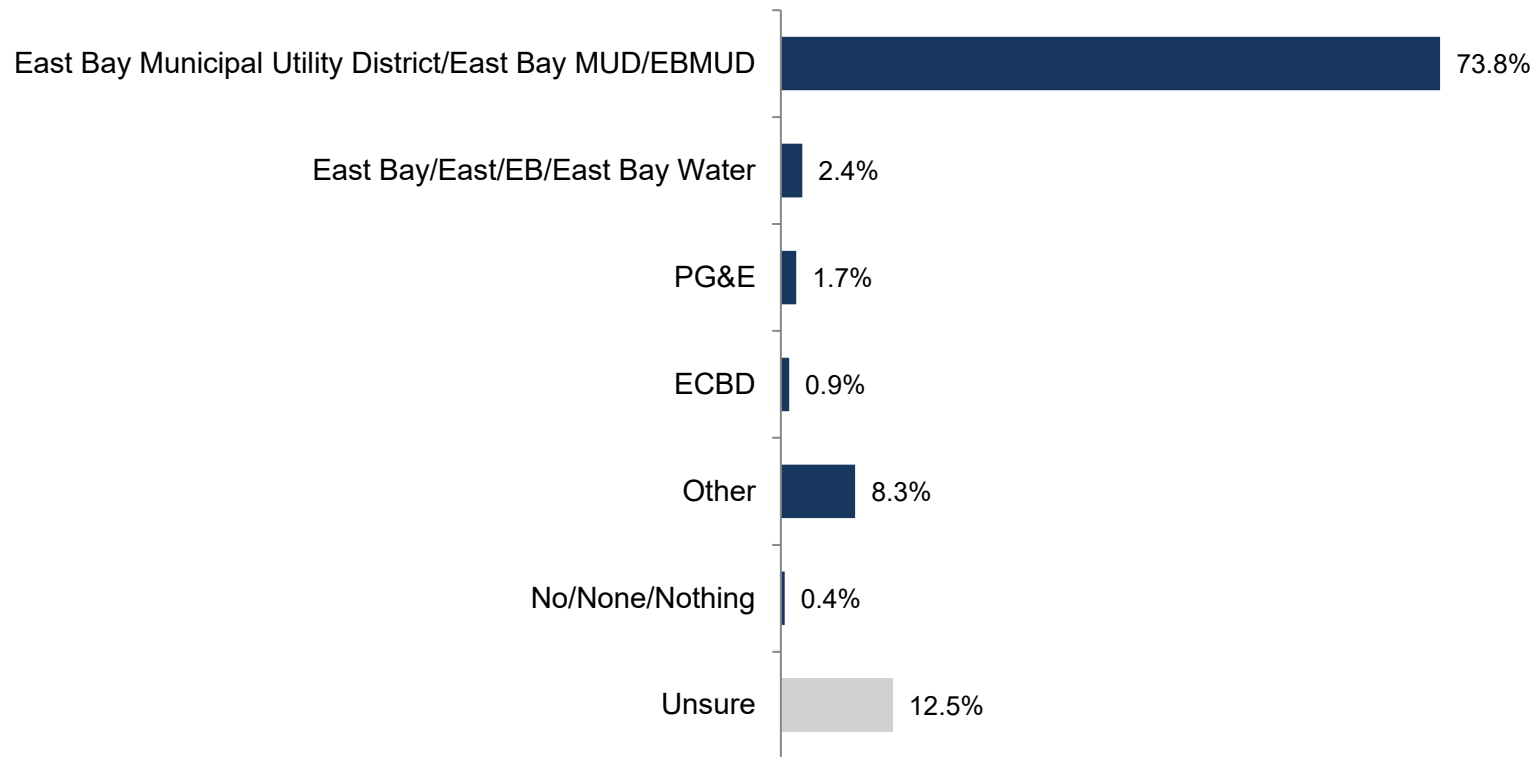 East Bay Municipal Utility District/East Bay MUD/EBMUD 73.8%
East Bay/East/EB/East Bay Water 2.4%
PG&E 1.7%
ECBD 0.9%
Other 8.3%
No/None/Nothing 0.4%
Unsure 12.5%